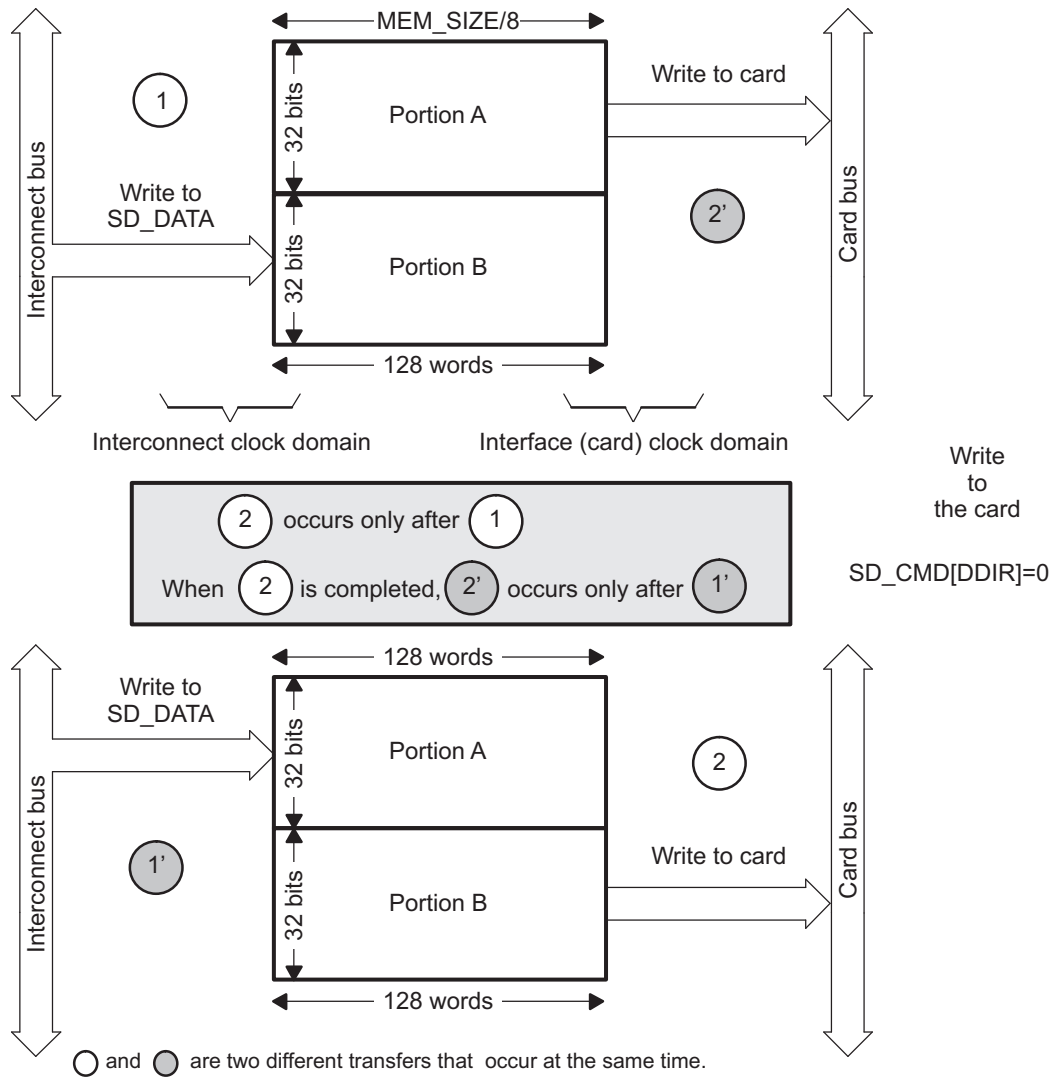 MEM_SIZE/8
Interconnect bus
1
Write to
SD_DATA
32 bits
Portion A
32 bits
Portion B
Write to card
2’
Card bus
128 words
Interconnect clock domain
Interface (card) clock domain
2 occurs only after 1
When 2 is completed, 2’ occurs only after 1’
Write
to
the card
SD_CMD[DDIR]=0
128 words
Interconnect bus
Write to
SD_DATA
1’
32 bits
Portion A
32 bits
Portion B
2
Write to card
Card bus
128 words
and are two different transfers that occur at the same time.